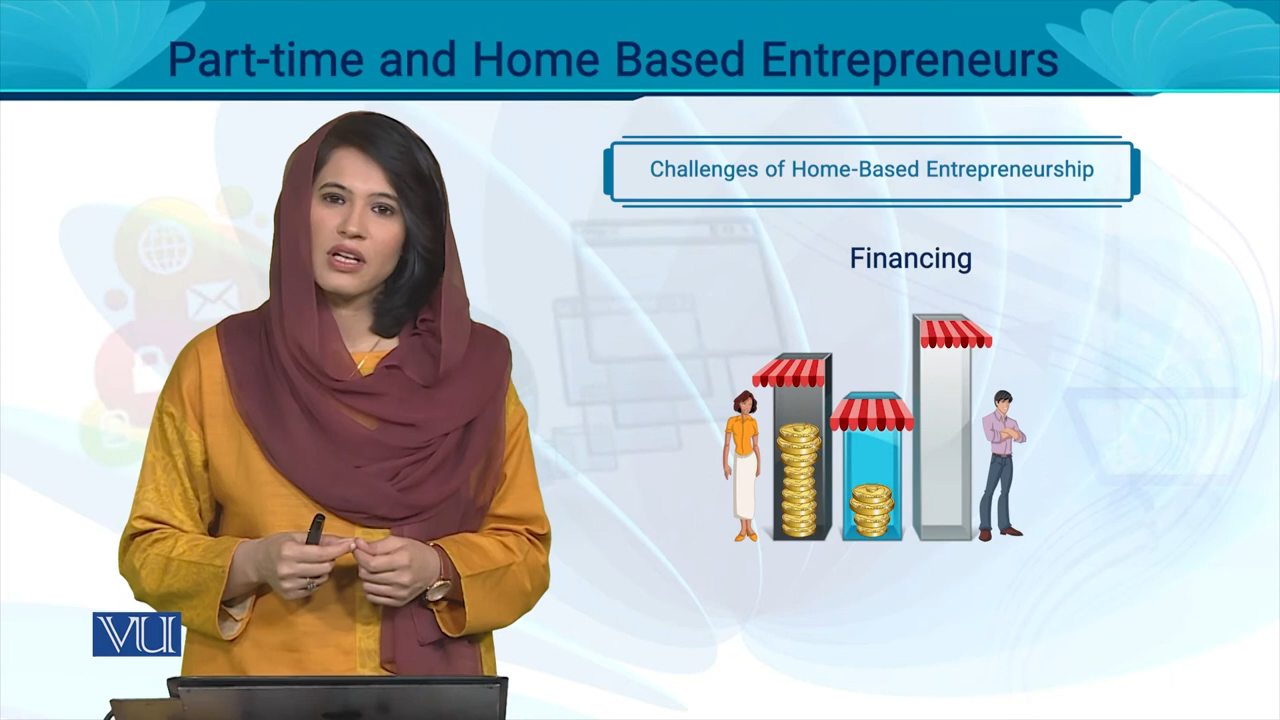 Part-time and Home Based Entrepreneurs
Challenges of Home-Based Entrepreneurship
Financing
VU